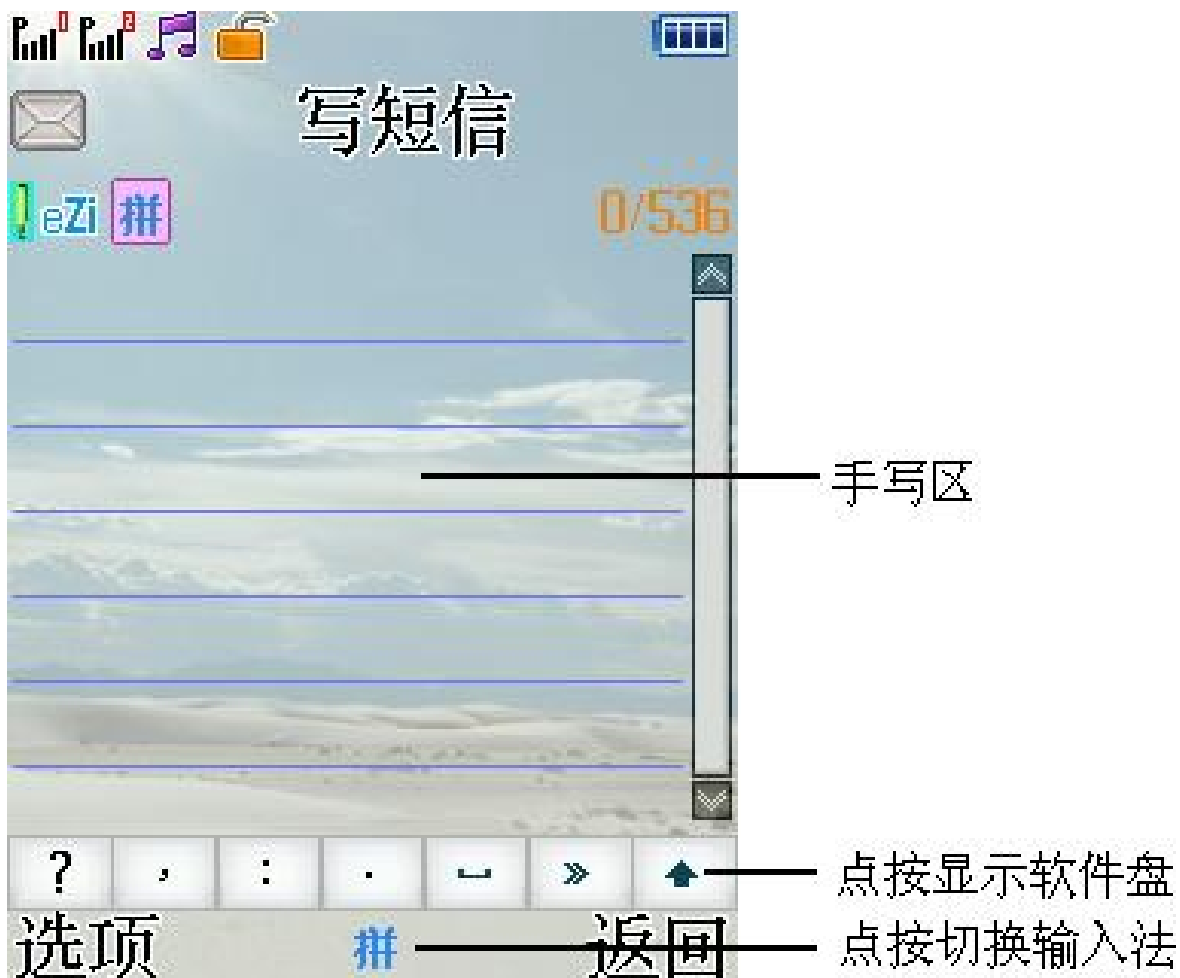 写短信
eZi 拼 0/536
手写区
? , : . ⎵ » 点按显示软件盘
选项 拼 返回 点按切换输入法